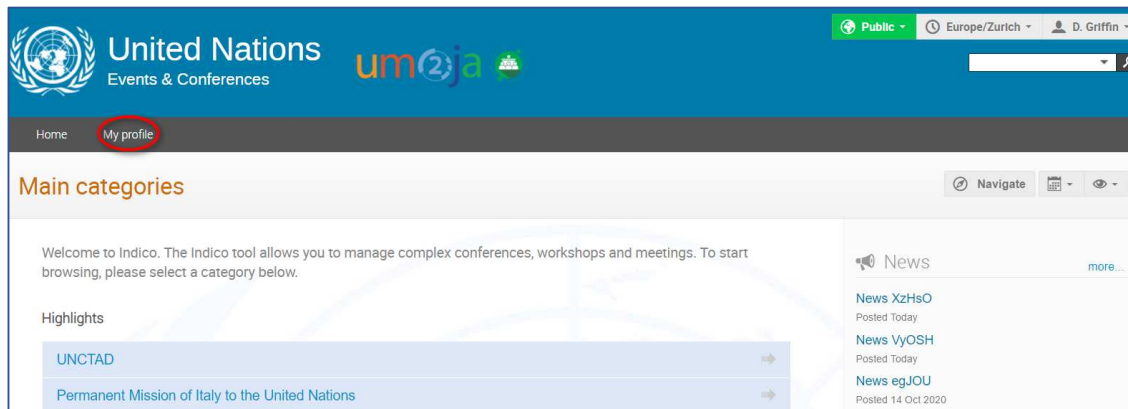 United Nations
Events & Conferences
um2ja
Public
Europe/Zurich
D. Griffin
Home
My profile
Main categories
Navigate
Welcome to Indico. The Indico tool allows you to manage complex conferences, workshops and meetings. To start
browsing, please select a category below.
Highlights
UNCTAD
Permanent Mission of Italy to the United Nations
News
more...
News XzHsO
Posted Today
News VyOSH
Posted Today
News egJOU
Posted 14 Oct 2020